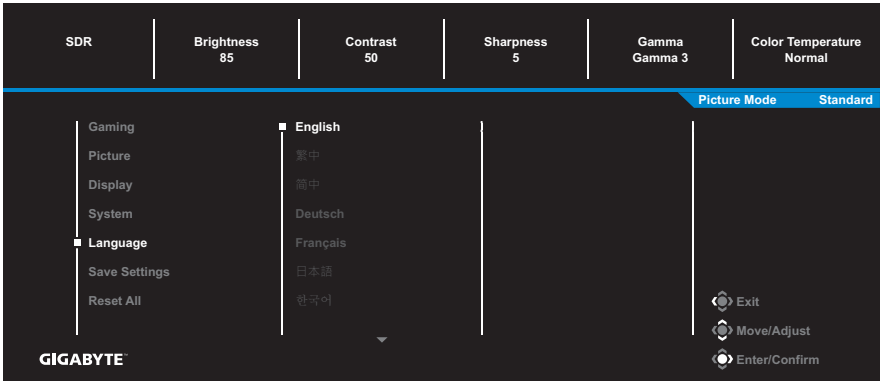 SDR
Brightness
85
Contrast
50
Sharpness
5
Gamma
Gamma 3
Color Temperature
Normal
Picture Mode Standard
Gaming
Picture
Display
System
Language
Save Settings
Reset All
English
繁中
简中
Deutsch
Français
日本語
한국어
Exit
Move/Adjust
Enter/Confirm
GIGABYTE™